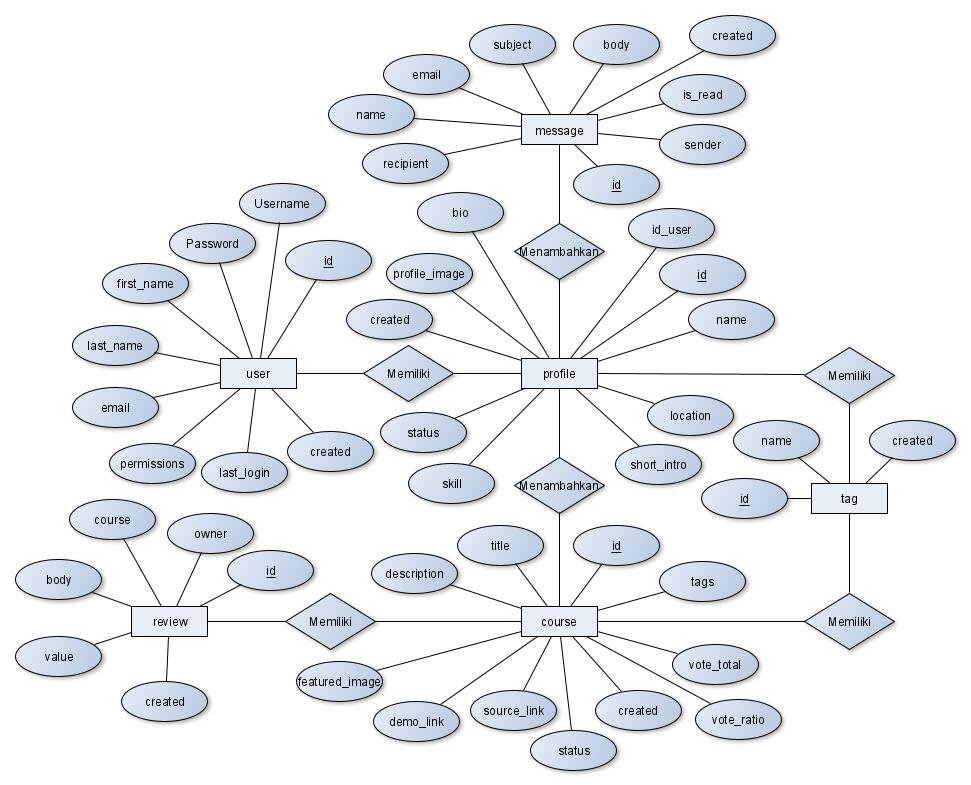 created
subject
body
email
is_read
name
message
sender
recipient
id
Username
bio
id_user
Password
Menambahkan
id
profile_image
id
first_name
created
name
last_name
user
Memiliki
profile
Memiliki
email
location
status
name
created
permissions
created
short_intro
last_login
skill
Menambahkan
id
tag
course
owner
title
id
description
id
tags
body
review
Memiliki
course
Memiliki
value
vote_total
featured_image
created
source_link
created
demo_link
vote_ratio
status